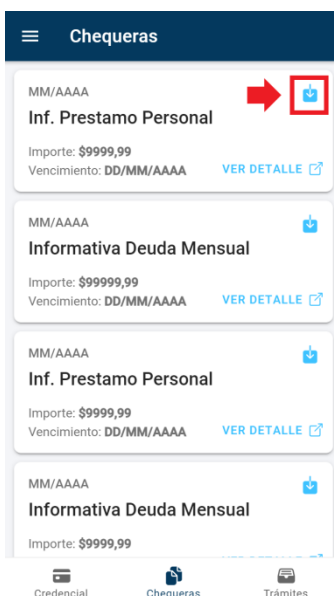 Chequeras
MM/AAAA
Inf. Prestamo Personal
Importe: $9999,99
Vencimiento: DD/MM/AAAA VER DETALLE
MM/AAAA
Informativa Deuda Mensual
Importe: $99999,99
Vencimiento: DD/MM/AAAA VER DETALLE
MM/AAAA
Inf. Prestamo Personal
Importe: $9999,99
Vencimiento: DD/MM/AAAA VER DETALLE
MM/AAAA
Informativa Deuda Mensual
Importe: $9999,99
Credencial Chequeras Trámites